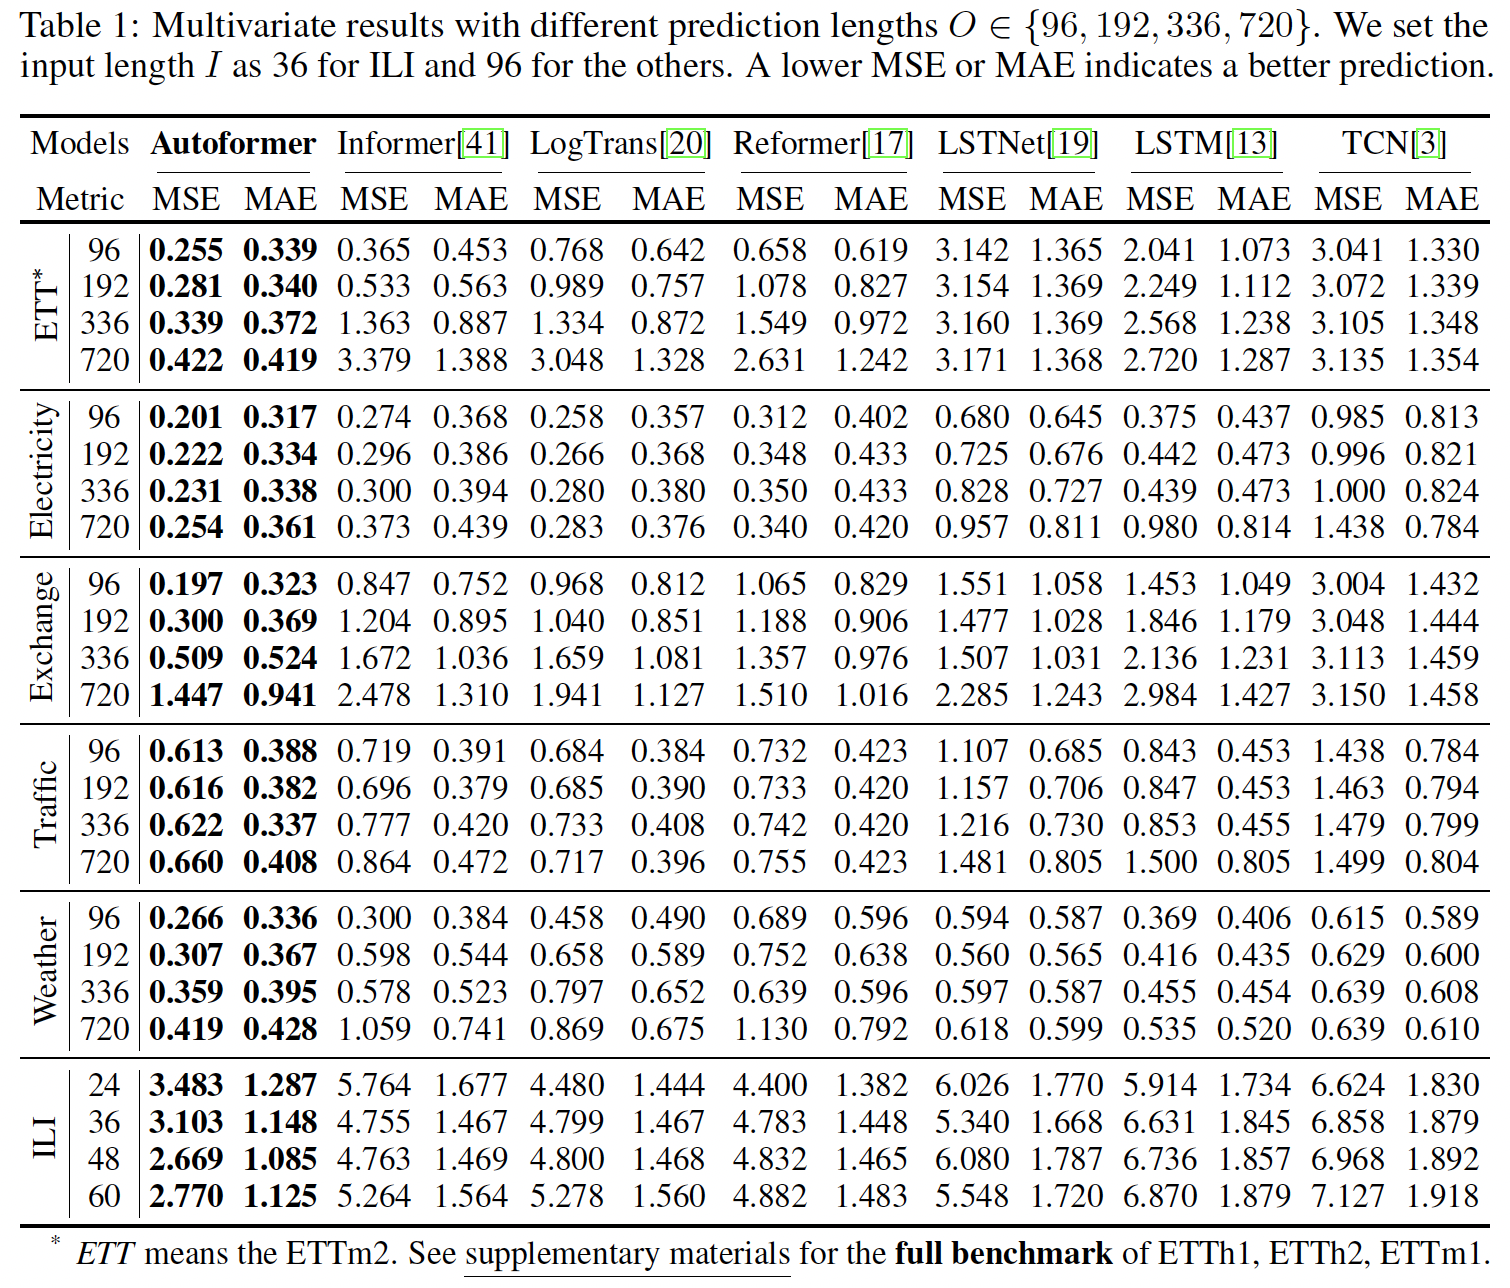 Table 1: Multivariate results with different prediction lengths O ∈ {96, 192, 336, 720}. We set the
input length I as 36 for ILI and 96 for the others. A lower MSE or MAE indicates a better prediction.
Models Autoformer Informer[41] LogTrans[20] Reformer[17] LSTNet[19] LSTM[13] TCN[3]
Metric MSE MAE MSE MAE MSE MAE MSE MAE MSE MAE MSE MAE MSE MAE
ETT*
96 0.255 0.339 0.365 0.453 0.768 0.642 0.658 0.619 3.142 1.365 2.041 1.073 3.041 1.330
192 0.281 0.340 0.533 0.563 0.989 0.757 1.078 0.827 3.154 1.369 2.249 1.112 3.072 1.339
336 0.339 0.372 1.363 0.887 1.334 0.872 1.549 0.972 3.160 1.369 2.568 1.238 3.105 1.348
720 0.422 0.419 3.379 1.388 3.048 1.328 2.631 1.242 3.171 1.368 2.720 1.287 3.135 1.354
Electricity
96 0.201 0.317 0.274 0.368 0.258 0.357 0.312 0.402 0.680 0.645 0.375 0.437 0.985 0.813
192 0.222 0.334 0.296 0.386 0.266 0.368 0.348 0.433 0.725 0.676 0.442 0.473 0.996 0.821
336 0.231 0.338 0.300 0.394 0.280 0.380 0.350 0.433 0.828 0.727 0.439 0.473 1.000 0.824
720 0.254 0.361 0.373 0.439 0.283 0.376 0.340 0.420 0.957 0.811 0.980 0.814 1.438 0.784
Exchange
96 0.197 0.323 0.847 0.752 0.968 0.812 1.065 0.829 1.551 1.058 1.453 1.049 3.004 1.432
192 0.300 0.369 1.204 0.895 1.040 0.851 1.188 0.906 1.477 1.028 1.846 1.179 3.048 1.444
336 0.509 0.524 1.672 1.036 1.659 1.081 1.357 0.976 1.507 1.031 2.136 1.231 3.113 1.459
720 1.447 0.941 2.478 1.310 1.941 1.127 1.510 1.016 2.285 1.243 2.984 1.427 3.150 1.458
Traffic
96 0.613 0.388 0.719 0.391 0.684 0.384 0.732 0.423 1.107 0.685 0.843 0.453 1.438 0.784
192 0.616 0.382 0.696 0.379 0.685 0.390 0.733 0.420 1.157 0.706 0.847 0.453 1.463 0.794
336 0.622 0.337 0.777 0.420 0.733 0.408 0.742 0.420 1.216 0.730 0.853 0.455 1.479 0.799
720 0.660 0.408 0.864 0.472 0.717 0.396 0.755 0.423 1.481 0.805 1.500 0.805 1.499 0.804
Weather
96 0.266 0.336 0.300 0.384 0.458 0.490 0.689 0.596 0.594 0.587 0.369 0.406 0.615 0.589
192 0.307 0.367 0.598 0.544 0.658 0.589 0.752 0.638 0.560 0.565 0.416 0.435 0.629 0.600
336 0.359 0.395 0.578 0.523 0.797 0.652 0.639 0.596 0.597 0.587 0.455 0.454 0.639 0.608
720 0.419 0.428 1.059 0.741 0.869 0.675 1.130 0.792 0.618 0.599 0.535 0.520 0.639 0.610
ILI
24 3.483 1.287 5.764 1.677 4.480 1.444 4.400 1.382 6.026 1.770 5.914 1.734 6.624 1.830
36 3.103 1.148 4.755 1.467 4.799 1.467 4.783 1.448 5.340 1.668 6.631 1.845 6.858 1.879
48 2.669 1.085 4.763 1.469 4.800 1.468 4.832 1.465 6.080 1.787 6.736 1.857 6.968 1.892
60 2.770 1.125 5.264 1.564 5.278 1.560 4.882 1.483 5.548 1.720 6.870 1.879 7.127 1.918
* ETT means the ETTm2. See supplementary materials for the full benchmark of ETTh1, ETTh2, ETTm1.